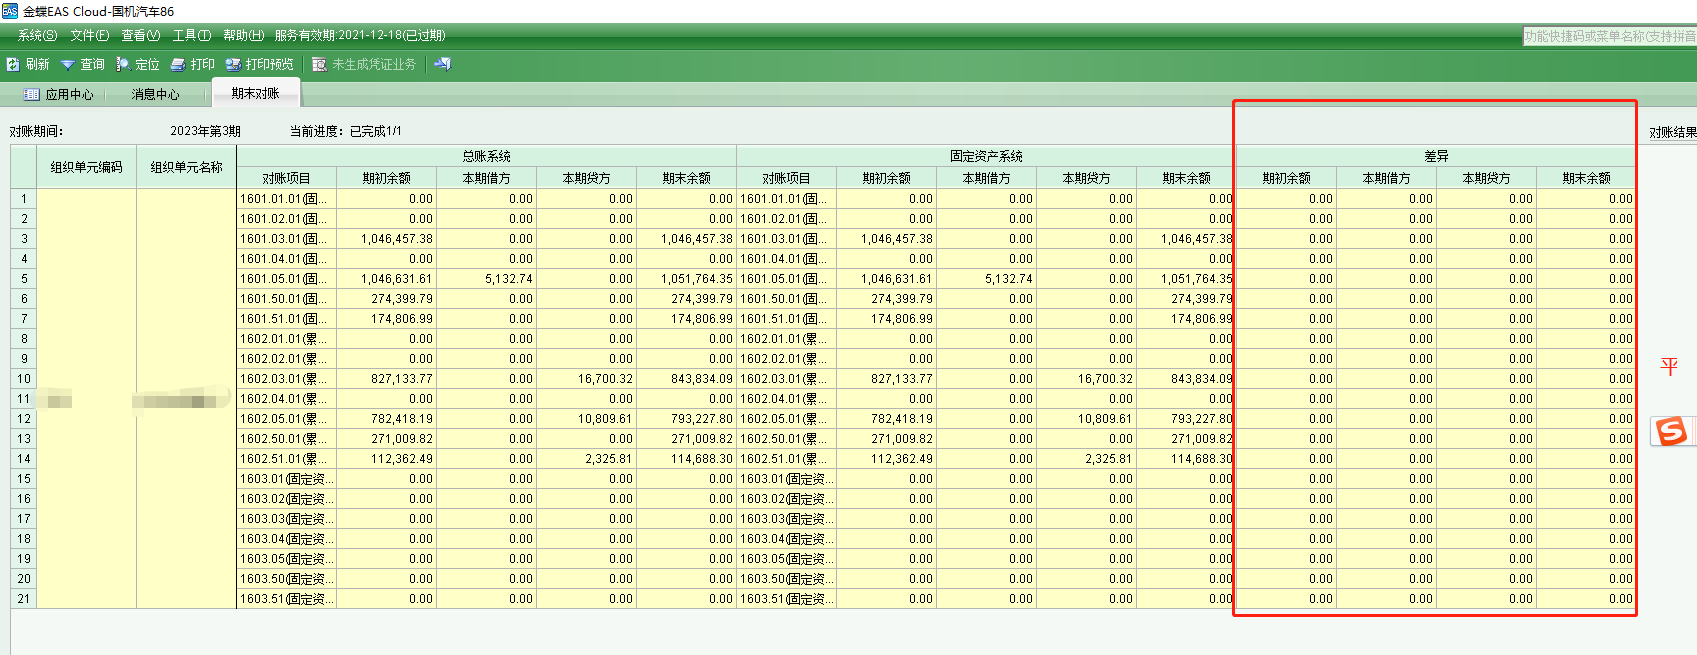 金蝶EAS Cloud-国机汽车86
系统(S) 文件(F) 查看(V) 工具(T) 帮助(H) 服务有效期:2021-12-18(已过期) 功能快捷码或菜单名称(支持拼音
刷新 查询 定位 打印 打印预览 未生成凭证业务
应用中心 消息中心 期末对账
对账期间: 2023年第3期 当前进度: 已完成1/1 对账结果
组织单元编码 组织单元名称 总账系统 固定资产系统 差异
对账项目 期初余额 本期借方 本期贷方 期末余额 对账项目 期初余额 本期借方 本期贷方 期末余额 期初余额 本期借方 本期贷方 期末余额
1 1601.01.01(固... 0.00 0.00 0.00 0.00 1601.01.01(固... 0.00 0.00 0.00 0.00 0.00 0.00 0.00 0.00
2 1601.02.01(固... 0.00 0.00 0.00 0.00 1601.02.01(固... 0.00 0.00 0.00 0.00 0.00 0.00 0.00 0.00
3 1601.03.01(固... 1,046,457.38 0.00 0.00 1,046,457.38 1601.03.01(固... 1,046,457.38 0.00 0.00 1,046,457.38 0.00 0.00 0.00 0.00
4 1601.04.01(固... 0.00 0.00 0.00 0.00 1601.04.01(固... 0.00 0.00 0.00 0.00 0.00 0.00 0.00 0.00
5 1601.05.01(固... 1,046,631.61 5,132.74 0.00 1,051,764.35 1601.05.01(固... 1,046,631.61 5,132.74 0.00 1,051,764.35 0.00 0.00 0.00 0.00
6 1601.50.01(固... 274,399.79 0.00 0.00 274,399.79 1601.50.01(固... 274,399.79 0.00 0.00 274,399.79 0.00 0.00 0.00 0.00
7 1601.51.01(固... 174,806.99 0.00 0.00 174,806.99 1601.51.01(固... 174,806.99 0.00 0.00 174,806.99 0.00 0.00 0.00 0.00
8 1602.01.01(累... 0.00 0.00 0.00 0.00 1602.01.01(累... 0.00 0.00 0.00 0.00 0.00 0.00 0.00 0.00
9 1602.02.01(累... 0.00 0.00 0.00 0.00 1602.02.01(累... 0.00 0.00 0.00 0.00 0.00 0.00 0.00 0.00
平
10 1602.03.01(累... 827,133.77 0.00 16,700.32 843,834.09 1602.03.01(累... 827,133.77 0.00 16,700.32 843,834.09 0.00 0.00 0.00 0.00
11 1602.04.01(累... 0.00 0.00 0.00 0.00 1602.04.01(累... 0.00 0.00 0.00 0.00 0.00 0.00 0.00 0.00
12 1602.05.01(累... 782,418.19 0.00 10,809.61 793,227.80 1602.05.01(累... 782,418.19 0.00 10,809.61 793,227.80 0.00 0.00 0.00 0.00
13 1602.50.01(累... 271,009.82 0.00 0.00 271,009.82 1602.50.01(累... 271,009.82 0.00 0.00 271,009.82 0.00 0.00 0.00 0.00
14 1602.51.01(累... 112,362.49 0.00 2,325.81 114,688.30 1602.51.01(累... 112,362.49 0.00 2,325.81 114,688.30 0.00 0.00 0.00 0.00
15 1603.01(固定资... 0.00 0.00 0.00 0.00 1603.01(固定资... 0.00 0.00 0.00 0.00 0.00 0.00 0.00 0.00
16 1603.02(固定资... 0.00 0.00 0.00 0.00 1603.02(固定资... 0.00 0.00 0.00 0.00 0.00 0.00 0.00 0.00
17 1603.03(固定资... 0.00 0.00 0.00 0.00 1603.03(固定资... 0.00 0.00 0.00 0.00 0.00 0.00 0.00 0.00
18 1603.04(固定资... 0.00 0.00 0.00 0.00 1603.04(固定资... 0.00 0.00 0.00 0.00 0.00 0.00 0.00 0.00
19 1603.05(固定资... 0.00 0.00 0.00 0.00 1603.05(固定资... 0.00 0.00 0.00 0.00 0.00 0.00 0.00 0.00
20 1603.50(固定资... 0.00 0.00 0.00 0.00 1603.50(固定资... 0.00 0.00 0.00 0.00 0.00 0.00 0.00 0.00
21 1603.51(固定资... 0.00 0.00 0.00 0.00 1603.51(固定资... 0.00 0.00 0.00 0.00 0.00 0.00 0.00 0.00